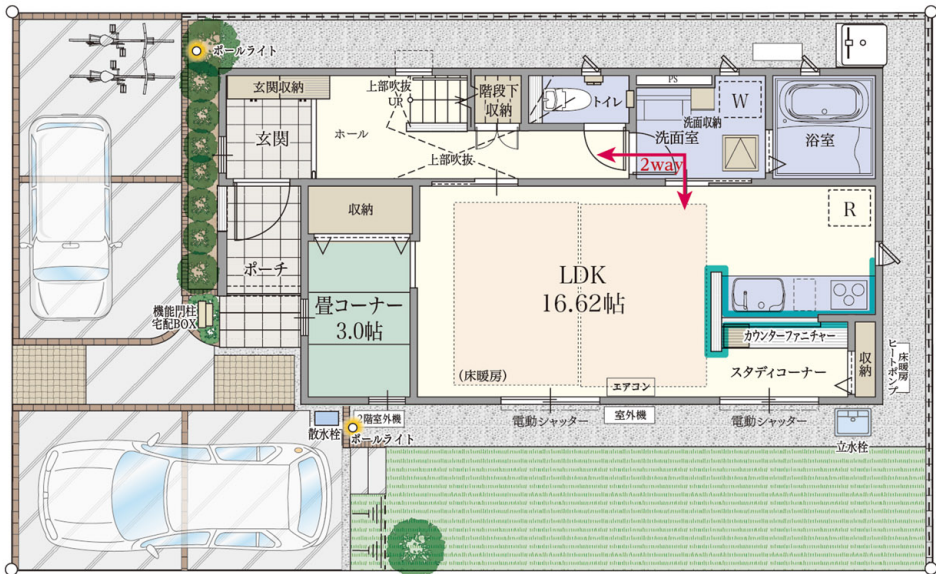 ポールライト
玄関収納
玄関
ホール
上部吹抜
UP
階段下
収納
トイレ
PS
洗面収納
洗面室
W
浴室
上部吹抜
2way
収納
R
ポーチ
機能門柱
宅配BOX
畳コーナー
3.0帖
LDK
16.62帖
カウンターファニチャー
スタディコーナー
収納
床暖房
ヒートポンプ
(床暖房)
エアコン
室外機
電動シャッター
電動シャッター
散水栓
2階室外機
ポールライト
立水栓